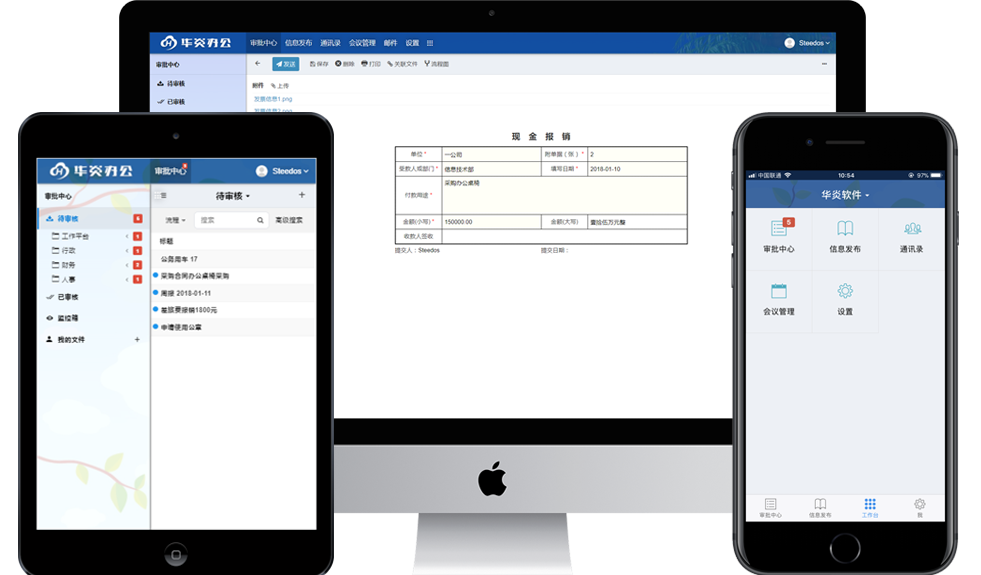 华炎办公 审批中心 信息发布 通讯录 会议管理 邮件 设置 Steedos
审批中心
待审核
已审核
发送 保存 删除 打印 关联文件 流程图
附件 上传
发票信息1.png
发票信息2.png
现 金 报 销
单位* 一公司 附单据(张)* 2
受款人或部门* 信息技术部 填写日期* 2018-01-10
付款用途* 采购办公桌椅
金额(小写)* 150000.00 金额(大写) 壹拾伍万元整
收款人签收
提交人:Steedos 提交日期:
华炎办公 审批中心 Steedos
审批中心
待审核 5
工作平台 1
行政 1
财务 2
人事 1
已审核
监控箱
我的文件 +
待审核 +
流程 搜索 高级搜索
标题
公务用车 17
采购合同办公桌椅采购
周报 2018-01-11
差旅费报销1800元
申请使用公章
中国联通 10:54 97%
华炎软件
5
审批中心 信息发布 通讯录
会议管理 设置
审批中心 信息发布 工作台 我